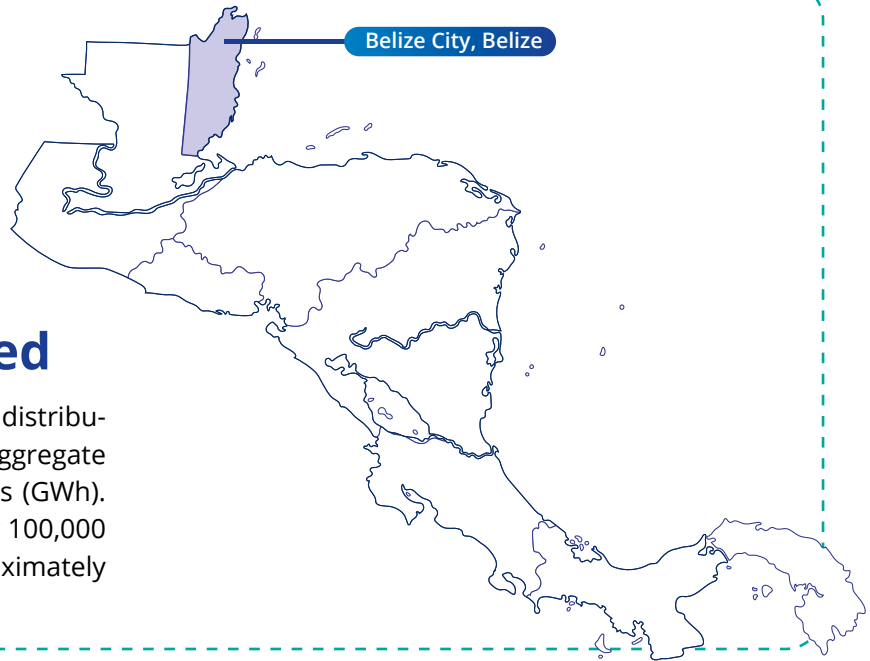 Belize City, Belize
ed
distribu-
ggregate
s (GWh).
100,000
ximately